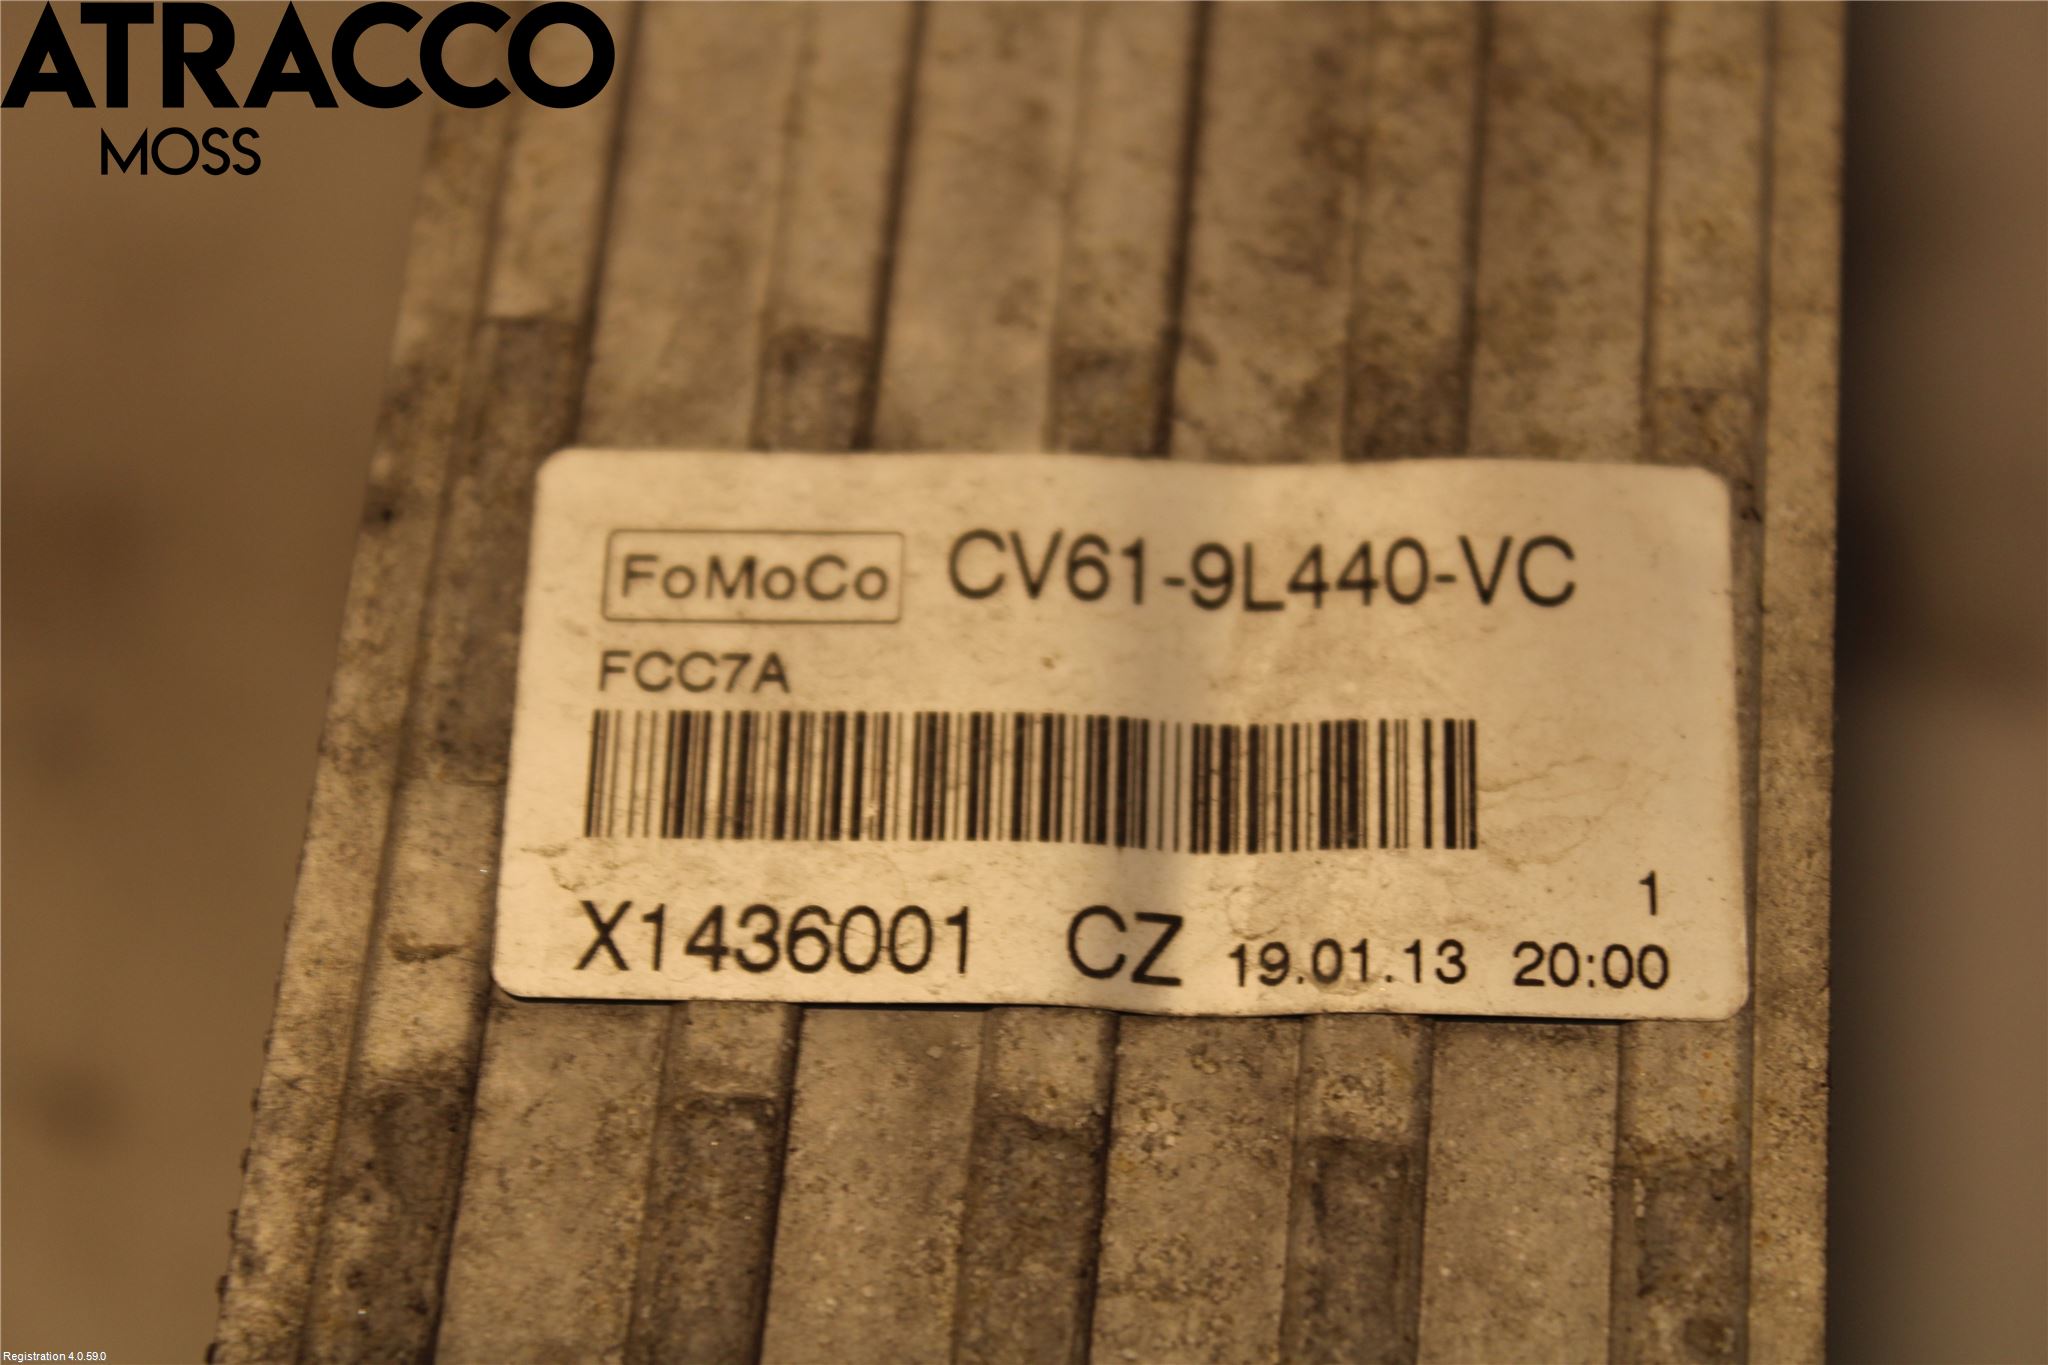 ATRACCO
MOSS
FoMoCo CV61-9L440-VC
FCC7A
1
X1436001 CZ 19.01.13 20:00
Registration 4.0.59.0